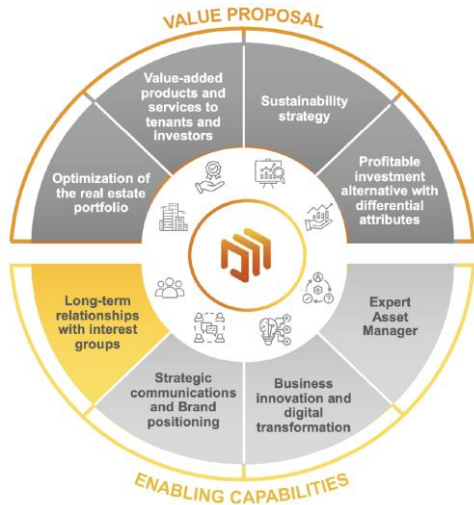 VALUE PROPOSAL
Value-added
products and
services to
tenants and
investors
Sustainability
strategy
Optimization of
the real estate
portfolio
Profitable
investment
alternative with
differential
attributes
Long-term
relationships
with interest
groups
Expert
Asset
Manager
Strategic
communications
and Brand
positioning
Business
innovation and
digital
transformation
ENABLING CAPABILITIES